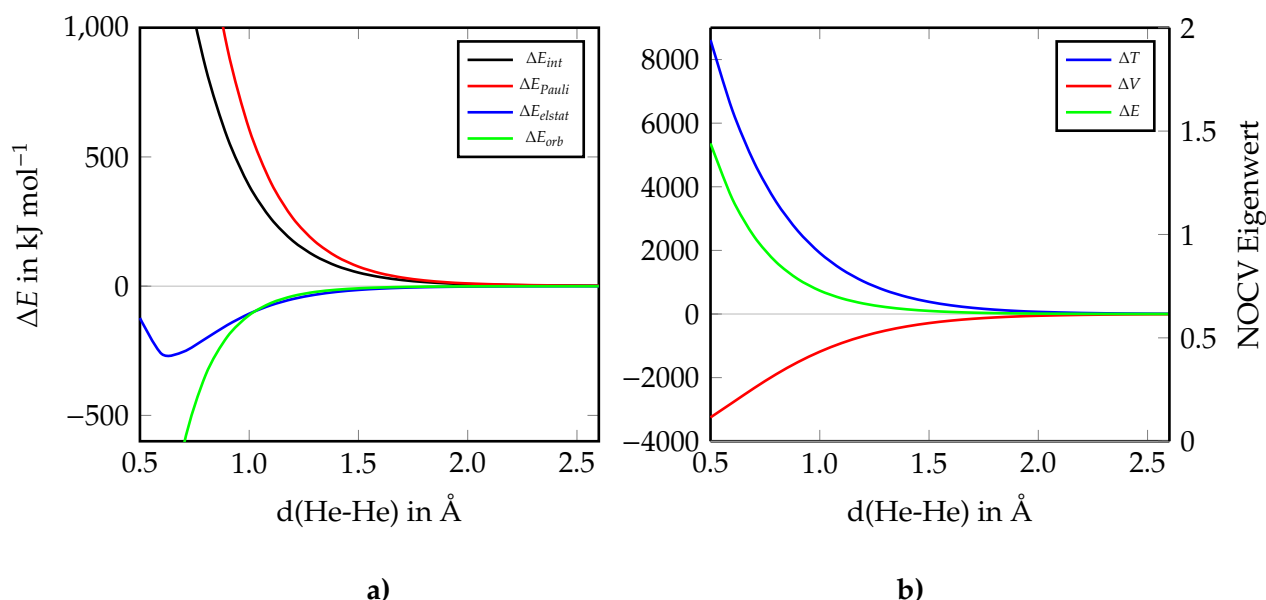 1,000
500
0
−500
ΔE in kJ mol⁻¹
ΔE_int
ΔE_Pauli
ΔE_elstat
ΔE_orb
0.5 1.0 1.5 2.0 2.5
d(He-He) in Å
a)
8000
6000
4000
2000
0
−2000
−4000
ΔT
ΔV
ΔE
2
1.5
1
0.5
0
NOCV Eigenwert
0.5 1.0 1.5 2.0 2.5
d(He-He) in Å
b)